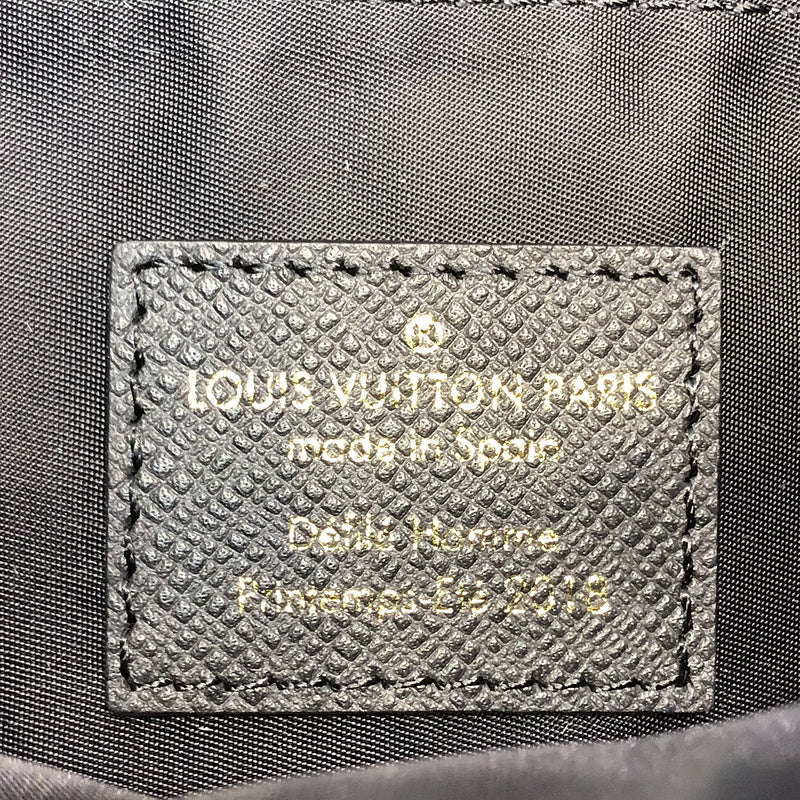 ®
LOUIS VUITTON PARIS
made in Spain
Défilé Homme
Printemps-Été 2018